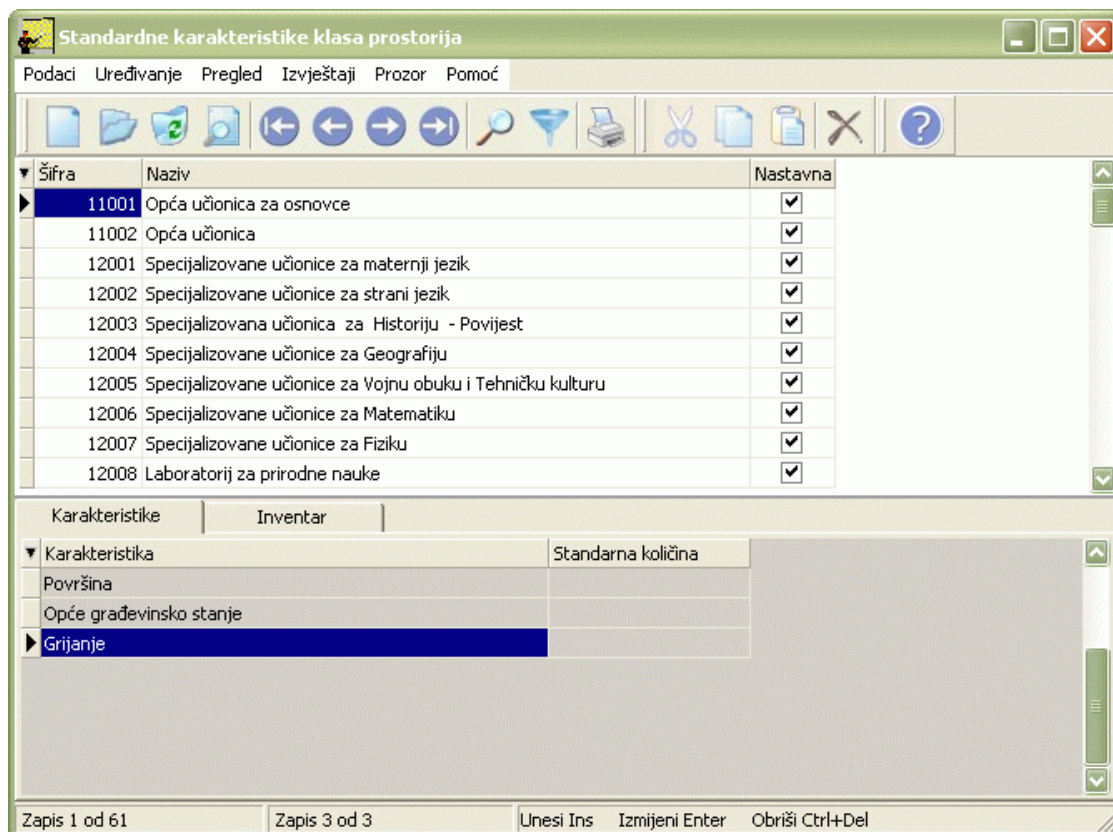 Standardne karakteristike klasa prostorija
Podaci Uređivanje Pregled Izvještaji Prozor Pomoć
Šifra Naziv Nastavna
11001 Opća učionica za osnovce
11002 Opća učionica
12001 Specijalizovane učionice za maternji jezik
12002 Specijalizovane učionice za strani jezik
12003 Specijalizovana učionica za Historiju - Povijest
12004 Specijalizovane učionice za Geografiju
12005 Specijalizovane učionice za Vojnu obuku i Tehničku kulturu
12006 Specijalizovane učionice za Matematiku
12007 Specijalizovane učionice za Fiziku
12008 Laboratorij za prirodne nauke
Karakteristike Inventar
Karakteristika Standarna količina
Površina
Opće građevinsko stanje
Grijanje
Zapis 1 od 61 Zapis 3 od 3 Unesi Ins Izmijeni Enter Obriši Ctrl+Del